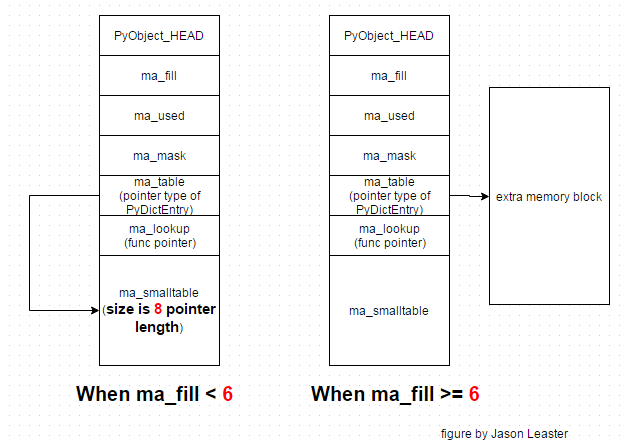 PyObject_HEAD
ma_fill
ma_used
ma_mask
ma_table
(pointer type of
PyDictEntry)
ma_lookup
(func pointer)
ma_smalltable
(size is 8 pointer
length)
When ma_fill < 6
PyObject_HEAD
ma_fill
ma_used
ma_mask
ma_table
(pointer type of
PyDictEntry)
ma_lookup
(func pointer)
ma_smalltable
When ma_fill >= 6
extra memory block
figure by Jason Leaster